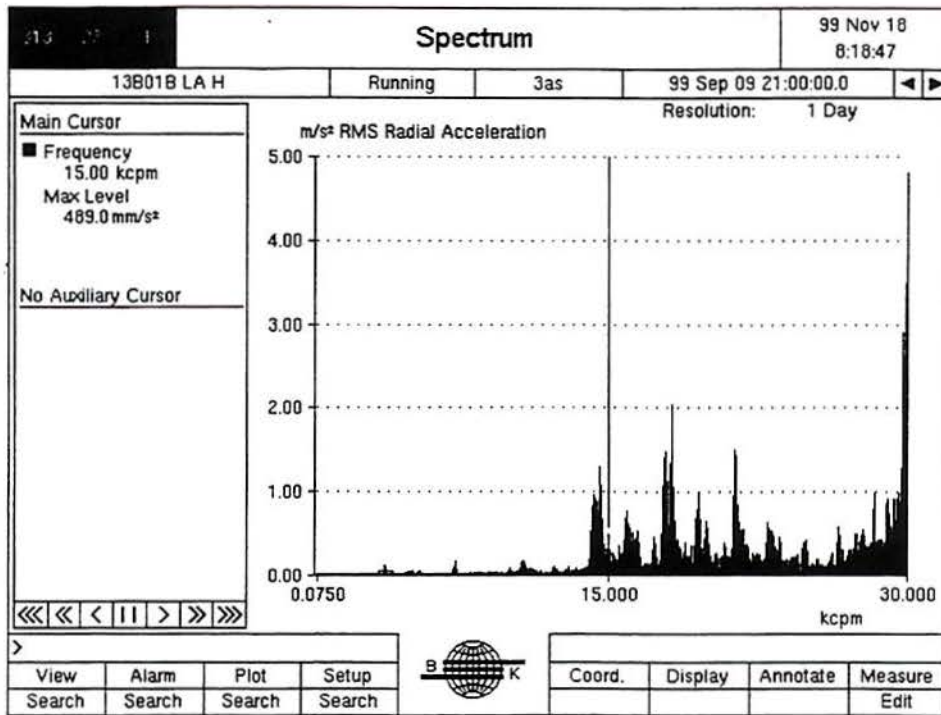 Spectrum
99 Nov 18
8:18:47
13B01B LA H Running 3as 99 Sep 09 21:00:00.0
Resolution: 1 Day
Main Cursor
Frequency
15.00 kcpm
Max Level
489.0 mm/s²
No Auxiliary Cursor
m/s² RMS Radial Acceleration
5.00
4.00
3.00
2.00
1.00
0.00
0.0750 15.000 30.000
kcpm
>
View Alarm Plot Setup B K Coord. Display Annotate Measure
Search Search Search Search Edit